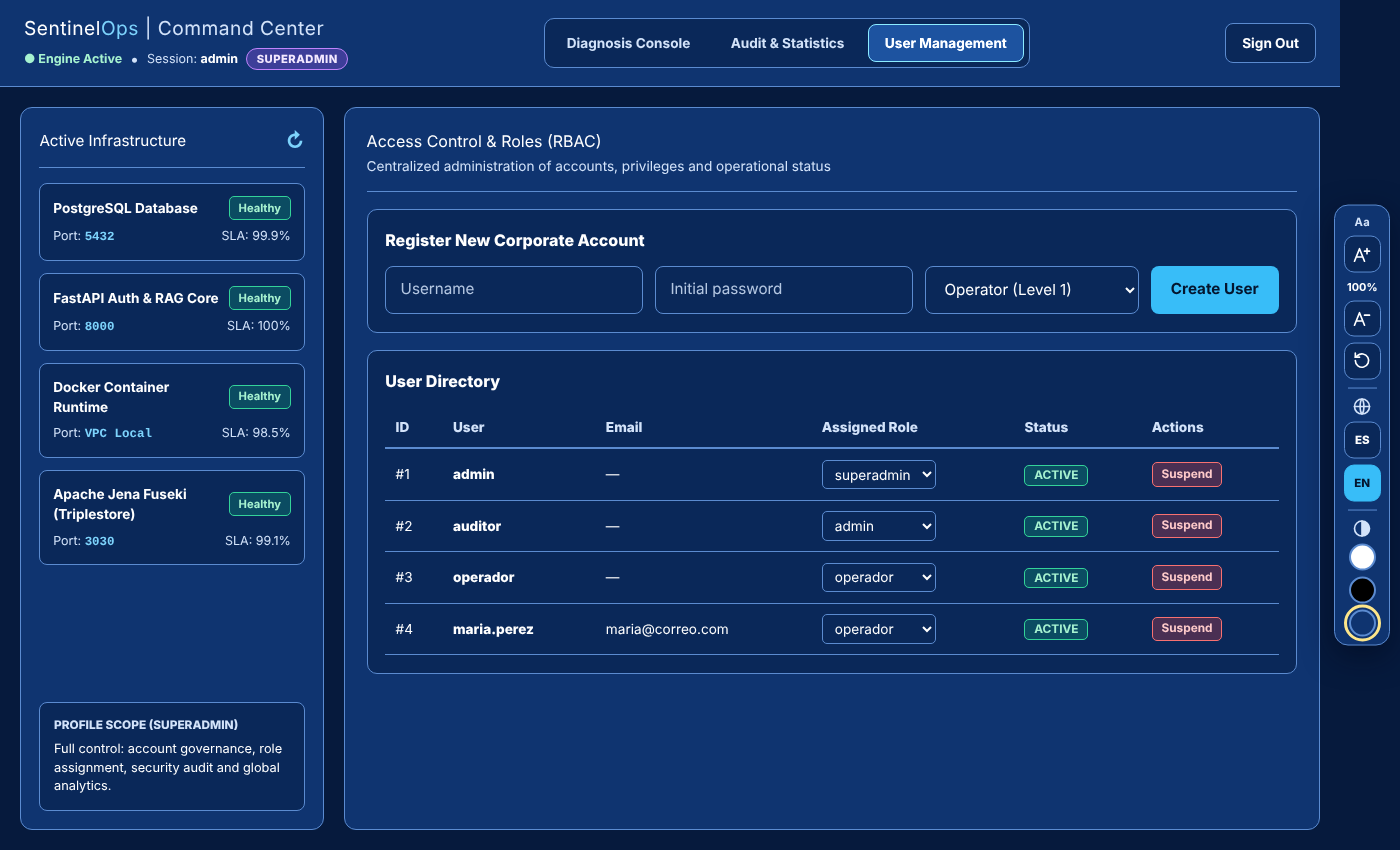 SentinelOps | Command Center
Engine Active • Session: admin SUPERADMIN
Diagnosis Console Audit & Statistics User Management
Sign Out
Active Infrastructure
PostgreSQL Database Healthy
Port: 5432 SLA: 99.9%
FastAPI Auth & RAG Core Healthy
Port: 8000 SLA: 100%
Docker Container
Runtime
Healthy
Port: VPC Local SLA: 98.5%
Apache Jena Fuseki
(Triplestore)
Healthy
Port: 3030 SLA: 99.1%
PROFILE SCOPE (SUPERADMIN)
Full control: account governance, role
assignment, security audit and global
analytics.
Access Control & Roles (RBAC)
Centralized administration of accounts, privileges and operational status
Register New Corporate Account
Username Initial password Operator (Level 1) Create User
User Directory
ID User Email Assigned Role Status Actions
#1 admin — superadmin ACTIVE Suspend
#2 auditor — admin ACTIVE Suspend
#3 operador — operador ACTIVE Suspend
#4 maria.perez maria@correo.com operador ACTIVE Suspend
Aa
A+
100%
A−
ES
EN